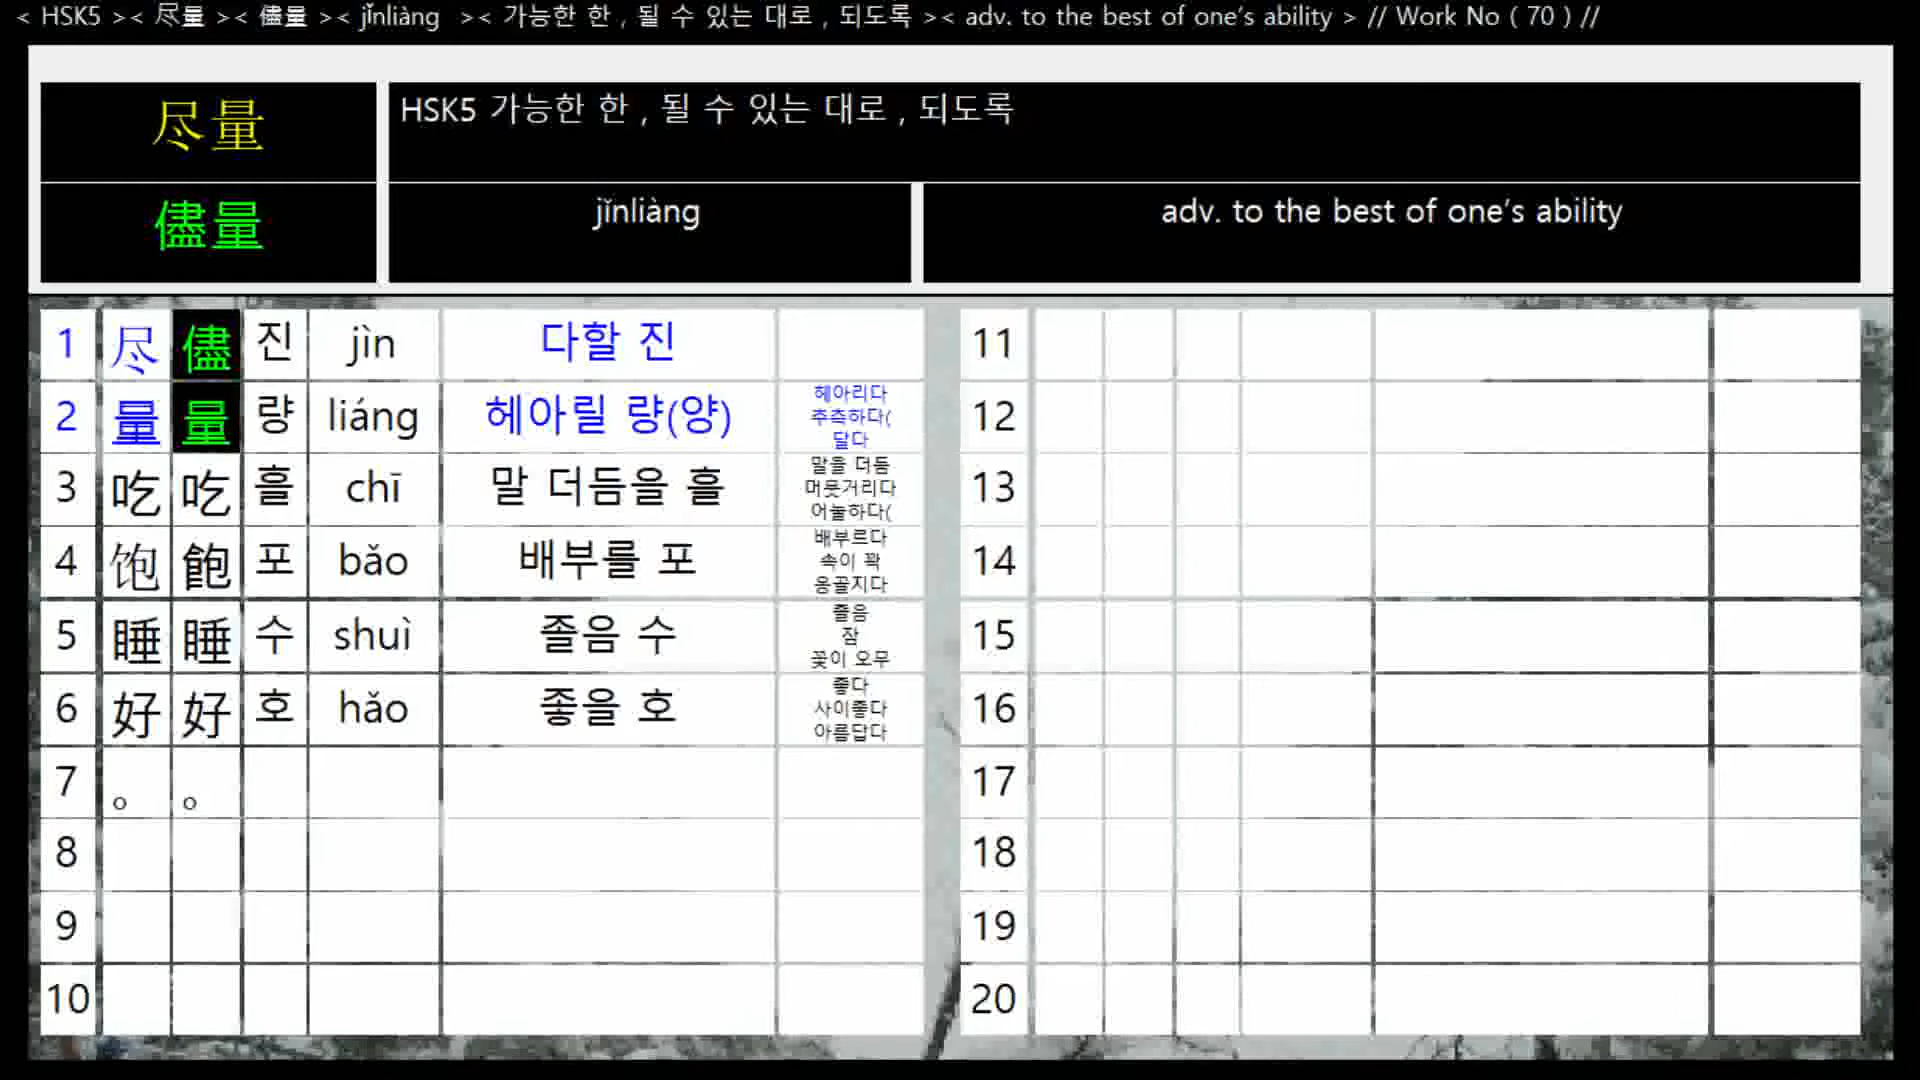 < HSK5 >< 尽量 >< 儘量 >< jǐnliàng >< 가능한 한 , 될 수 있는 대로 , 되도록 >< adv. to the best of one's ability > // Work No ( 70 ) //
尽量
HSK5 가능한 한 , 될 수 있는 대로 , 되도록
儘量
jǐnliàng
adv. to the best of one's ability
1 尽 儘 진 jìn 다할 진
2 量 量 량 liáng 헤아릴 량(양) 헤아리다
추측하다(
달다
3 吃 吃 흘 chī 말 더듬을 흘 말을 더듬
머뭇거리다
어눌하다(
4 饱 飽 포 bǎo 배부를 포 배부르다
속이 꽉
옹골지다
5 睡 睡 수 shuì 졸음 수 졸음
잠
꽃이 오무
6 好 好 호 hǎo 좋을 호 좋다
사이좋다
아름답다
7 。 。
8
9
10
11
12
13
14
15
16
17
18
19
20